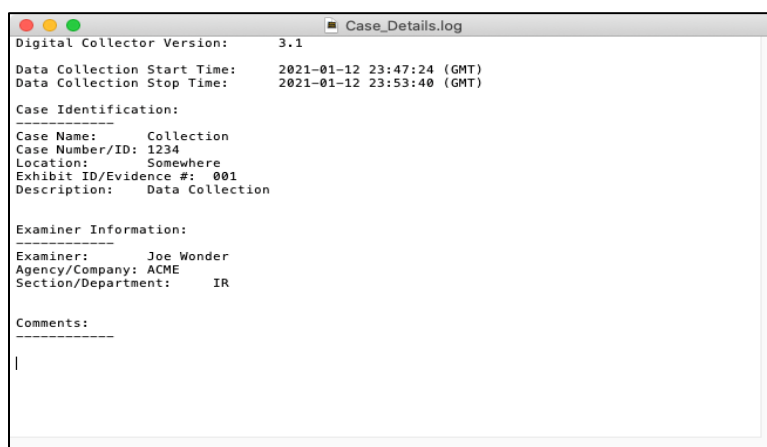 Case_Details.log
Digital Collector Version: 3.1
Data Collection Start Time: 2021-01-12 23:47:24 (GMT)
Data Collection Stop Time: 2021-01-12 23:53:40 (GMT)
Case Identification:
------------
Case Name: Collection
Case Number/ID: 1234
Location: Somewhere
Exhibit ID/Evidence #: 001
Description: Data Collection
Examiner Information:
------------
Examiner: Joe Wonder
Agency/Company: ACME
Section/Department: IR
Comments:
------------